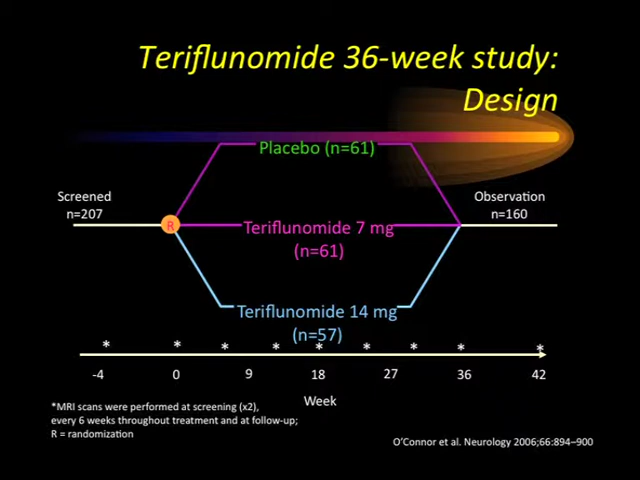 Teriflunomide 36-week study:
Design
Placebo (n=61)
Screened
n=207
Observation
n=160
R
Teriflunomide 7 mg
(n=61)
Teriflunomide 14 mg
(n=57)
* * * * * * * * *
-4 0 9 18 27 36 42
Week
*MRI scans were performed at screening (x2),
every 6 weeks throughout treatment and at follow-up;
R = randomization
O'Connor et al. Neurology 2006;66:894–900